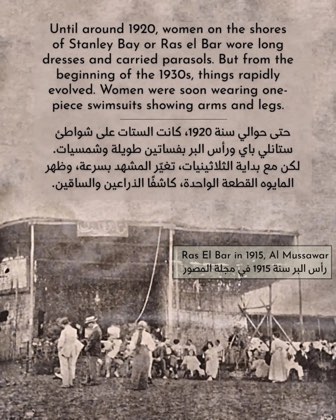 Until around 1920, women on the shores
of Stanley Bay or Ras el Bar wore long
dresses and carried parasols. But from the
beginning of the 1930s, things rapidly
evolved. Women were soon wearing one-
piece swimsuits showing arms and legs.
حتى حوالي سنة 1920، كانت الستات على شواطئ
ستانلي باي ورأس البر بفساتين طويلة وشمسيات.
لكن مع بداية الثلاثينيات، تغيّر المشهد بسرعة، وظهر
المايوه القطعة الواحدة، كاشفًا الذراعين والساقين.
Ras El Bar in 1915, Al Mussawar
رأس البر سنة 1915 في مجلة المصور